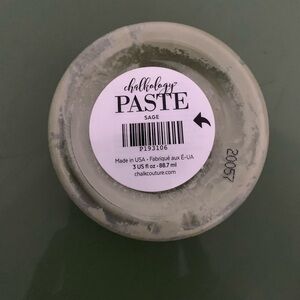 chalkology™
PASTE
SAGE
P193106
Made in USA - Fabriqué aux É-UA
3 US fl oz - 88.7 ml
chalkcouture.com
20057